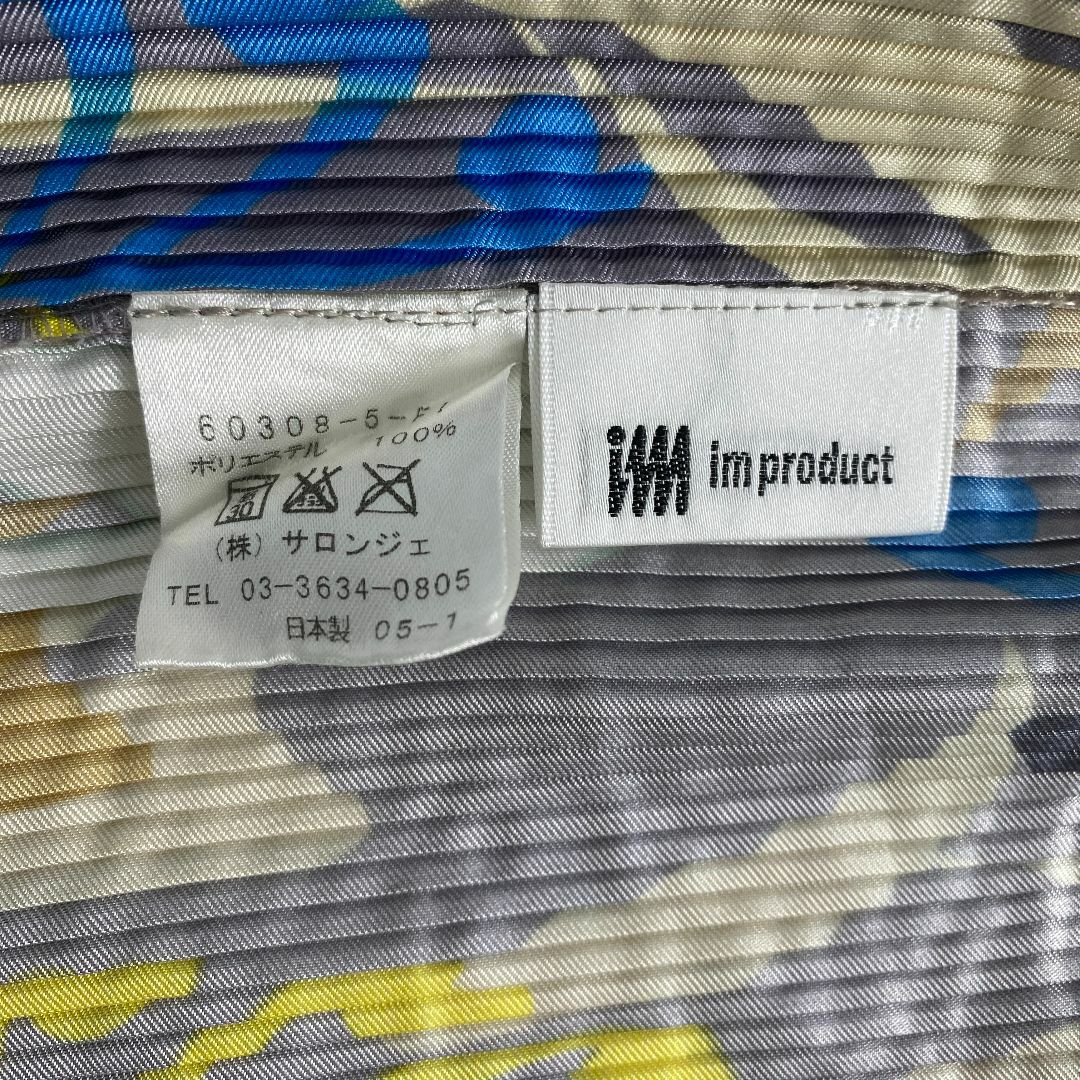 60308-5-
ポリエステル 100%
(株) サロンジェ
TEL 03-3634-0805
日本製 05-1
im im product